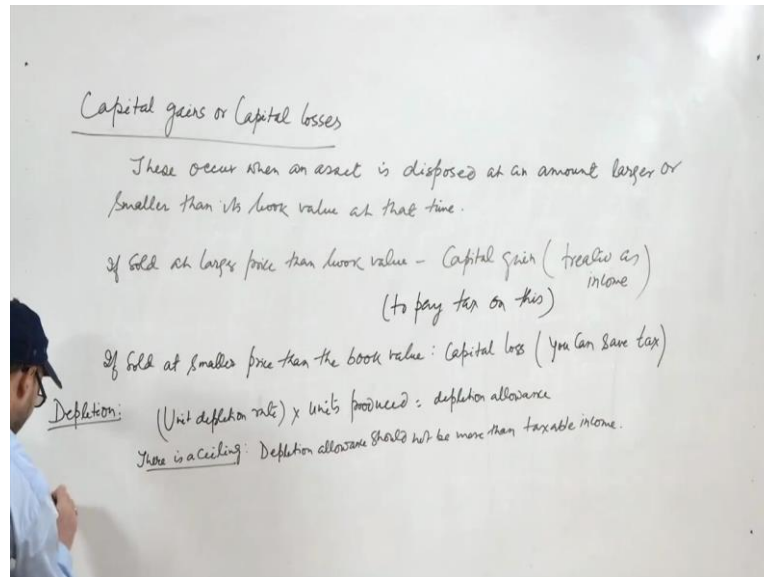 Capital gains or Capital losses
These occur when an asset is disposed at an amount larger or
smaller than its book value at that time.
If sold at larger price than book value - Capital gain ( treated as
income )
(to pay tax on this)
If sold at smaller price than the book value : Capital loss ( you can save tax)
Depletion: (Unit depletion rate) x Units produced = depletion allowance
There is a ceiling: Depletion allowance should not be more than taxable income.